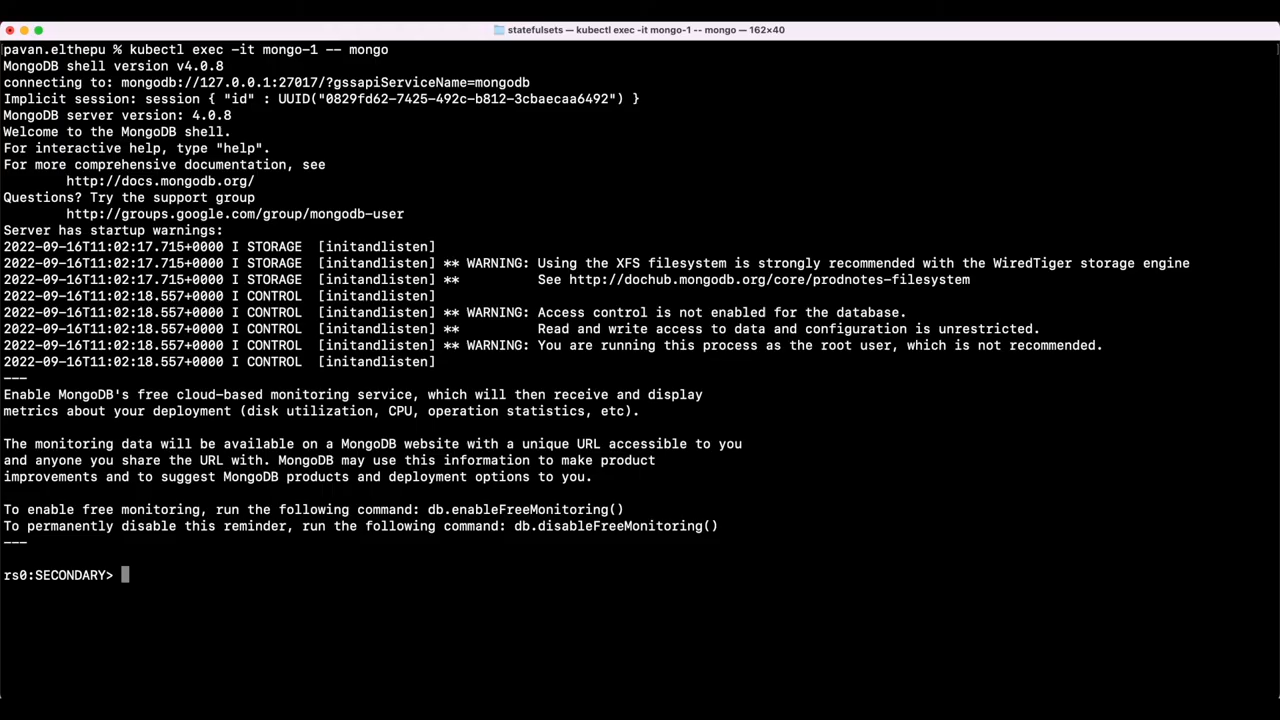 statefulsets — kubectl exec -it mongo-1 -- mongo — 162×40
pavan.elthepu % kubectl exec -it mongo-1 -- mongo
MongoDB shell version v4.0.8
connecting to: mongodb://127.0.0.1:27017/?gssapiServiceName=mongodb
Implicit session: session { "id" : UUID("0829fd62-7425-492c-b812-3cbaecaa6492") }
MongoDB server version: 4.0.8
Welcome to the MongoDB shell.
For interactive help, type "help".
For more comprehensive documentation, see
http://docs.mongodb.org/
Questions? Try the support group
http://groups.google.com/group/mongodb-user
Server has startup warnings:
2022-09-16T11:02:17.715+0000 I STORAGE  [initandlisten]
2022-09-16T11:02:17.715+0000 I STORAGE  [initandlisten] ** WARNING: Using the XFS filesystem is strongly recommended with the WiredTiger storage engine
2022-09-16T11:02:17.715+0000 I STORAGE  [initandlisten] **          See http://dochub.mongodb.org/core/prodnotes-filesystem
2022-09-16T11:02:18.557+0000 I CONTROL  [initandlisten]
2022-09-16T11:02:18.557+0000 I CONTROL  [initandlisten] ** WARNING: Access control is not enabled for the database.
2022-09-16T11:02:18.557+0000 I CONTROL  [initandlisten] **          Read and write access to data and configuration is unrestricted.
2022-09-16T11:02:18.557+0000 I CONTROL  [initandlisten] ** WARNING: You are running this process as the root user, which is not recommended.
2022-09-16T11:02:18.557+0000 I CONTROL  [initandlisten]
---
Enable MongoDB's free cloud-based monitoring service, which will then receive and display
metrics about your deployment (disk utilization, CPU, operation statistics, etc).
The monitoring data will be available on a MongoDB website with a unique URL accessible to you
and anyone you share the URL with. MongoDB may use this information to make product
improvements and to suggest MongoDB products and deployment options to you.
To enable free monitoring, run the following command: db.enableFreeMonitoring()
To permanently disable this reminder, run the following command: db.disableFreeMonitoring()
---
rs0:SECONDARY>